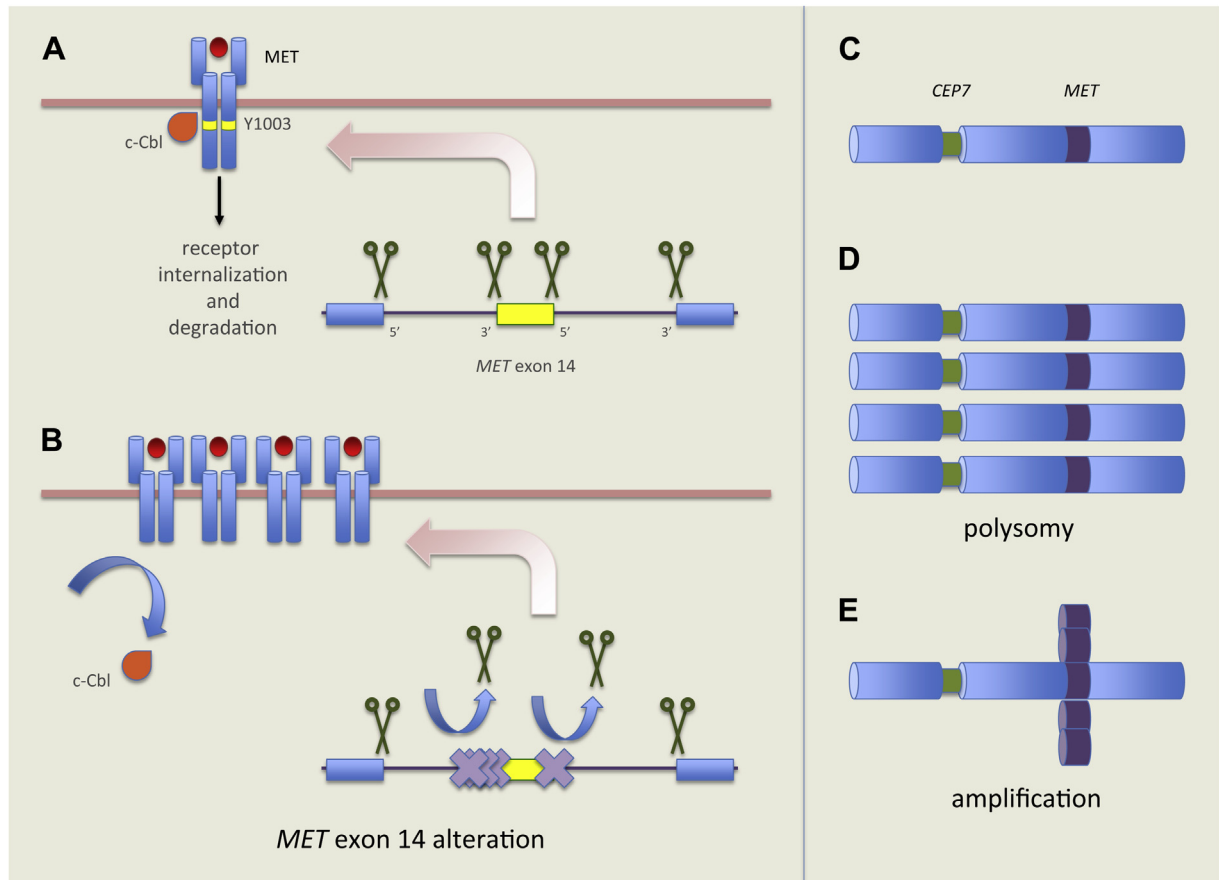 A
MET
Y1003
c-Cbl
receptor
internalization
and
degradation
5′ 3′ 5′ 3′
MET exon 14
B
c-Cbl
MET exon 14 alteration
C
CEP7 MET
D
polysomy
E
amplification